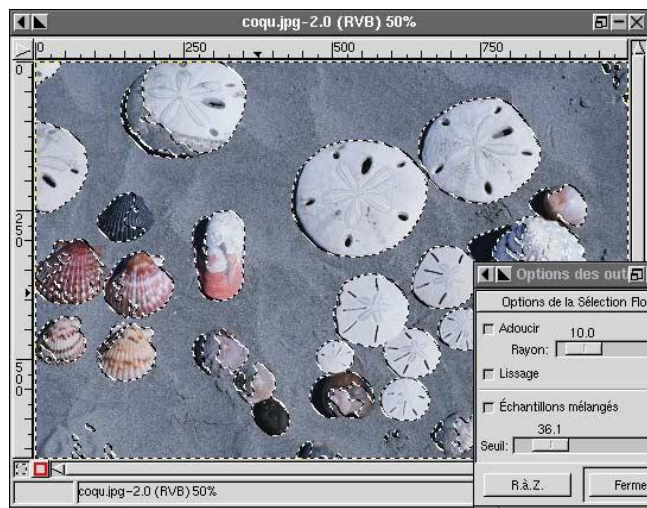 coqu.jpg-2.0 (RVB) 50%
0 250 500 750
0
250
500
Options des out
Options de la Sélection Flo
Adoucir 10.0
Rayon:
Lissage
Échantillons mélangés
36.1
Seuil:
R.à.Z. Ferme
coqu.jpg-2.0 (RVB) 50%